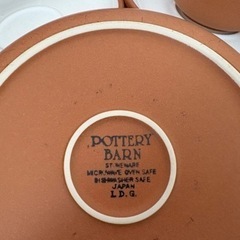 POTTERY
BARN
STONEWARE
MICROWAVE OVEN SAFE
DISHWASHER SAFE
JAPAN
I.D.G.